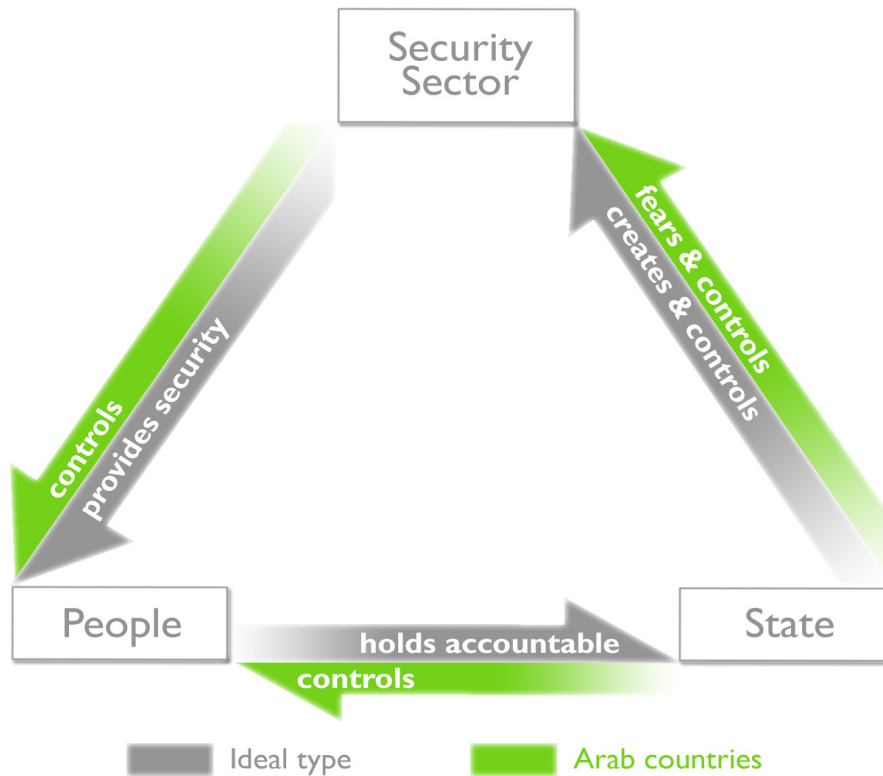 Security
Sector
fears & controls
creates & controls
controls
provides security
People
holds accountable
controls
State
Ideal type
Arab countries